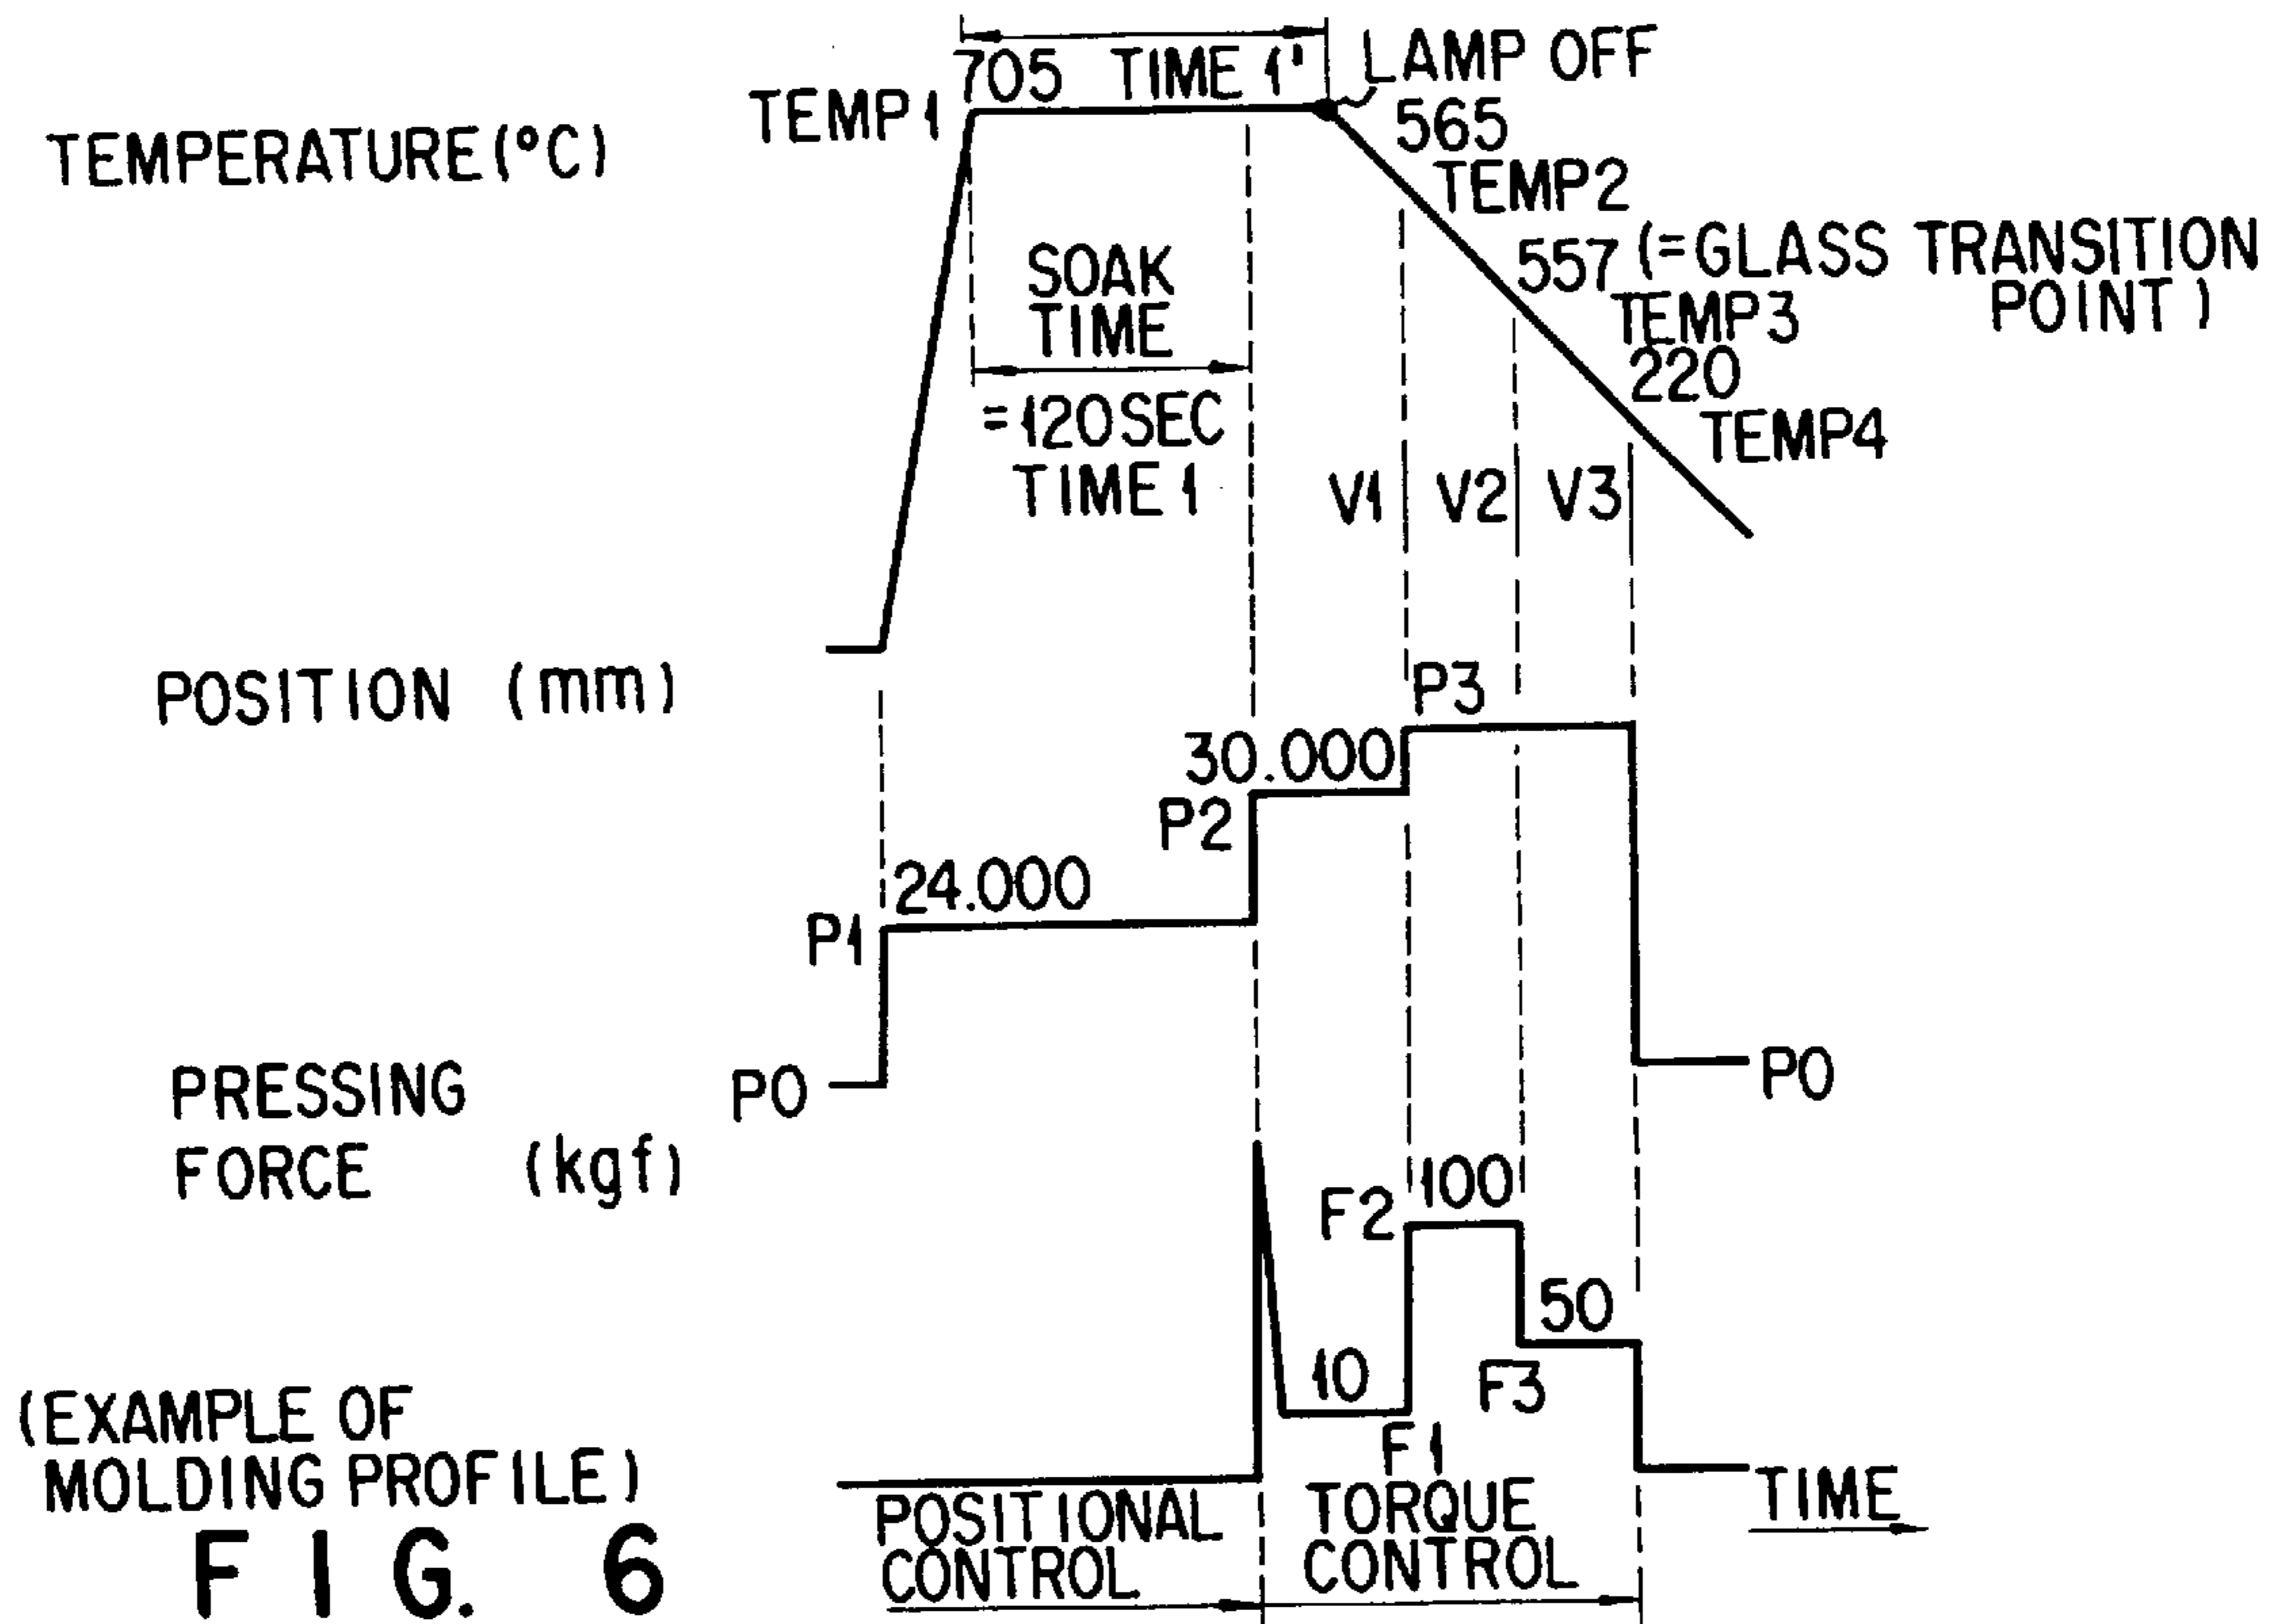 705 TIME 1'
LAMP OFF
TEMP1
565
TEMPERATURE (°C)
TEMP2
557 (=GLASS TRANSITION
POINT)
TEMP3
SOAK
TIME
220
=120SEC
TEMP4
TIME 1
V1 V2 V3
POSITION (mm)
P3
30.000
P2
24.000
P1
PRESSING
FORCE (kgf)
P0
P0
F2 100
50
10
F3
F1
(EXAMPLE OF
MOLDING PROFILE)
POSITIONAL
CONTROL
TORQUE
CONTROL
TIME
FIG. 6